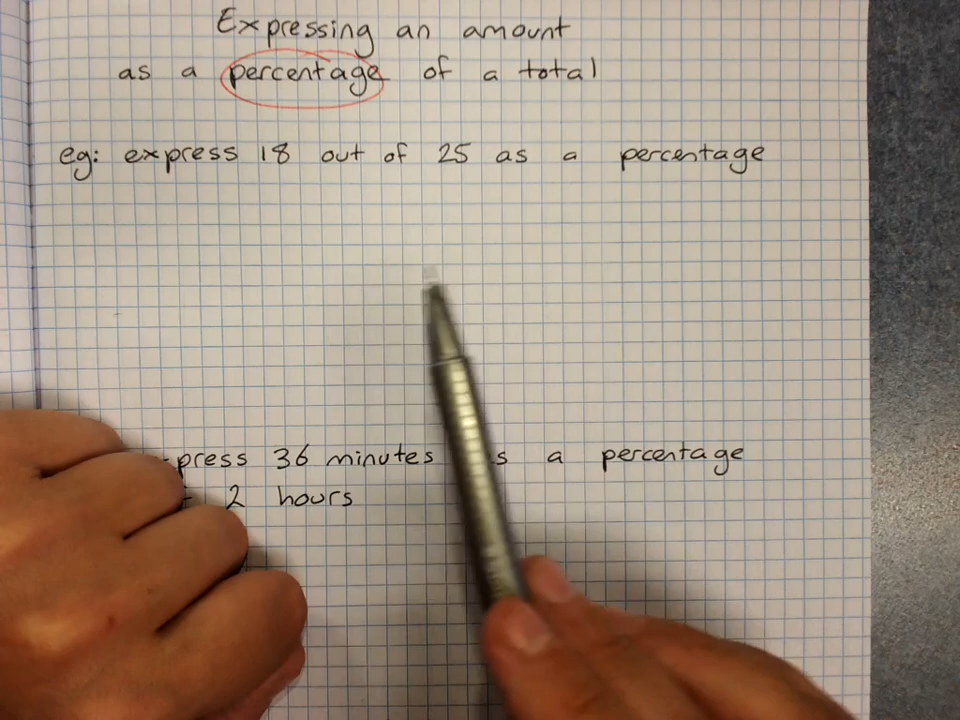 Expressing an amount
as a percentage of a total
eg: express 18 out of 25 as a percentage
press 36 minutes s a percentage
2 hours